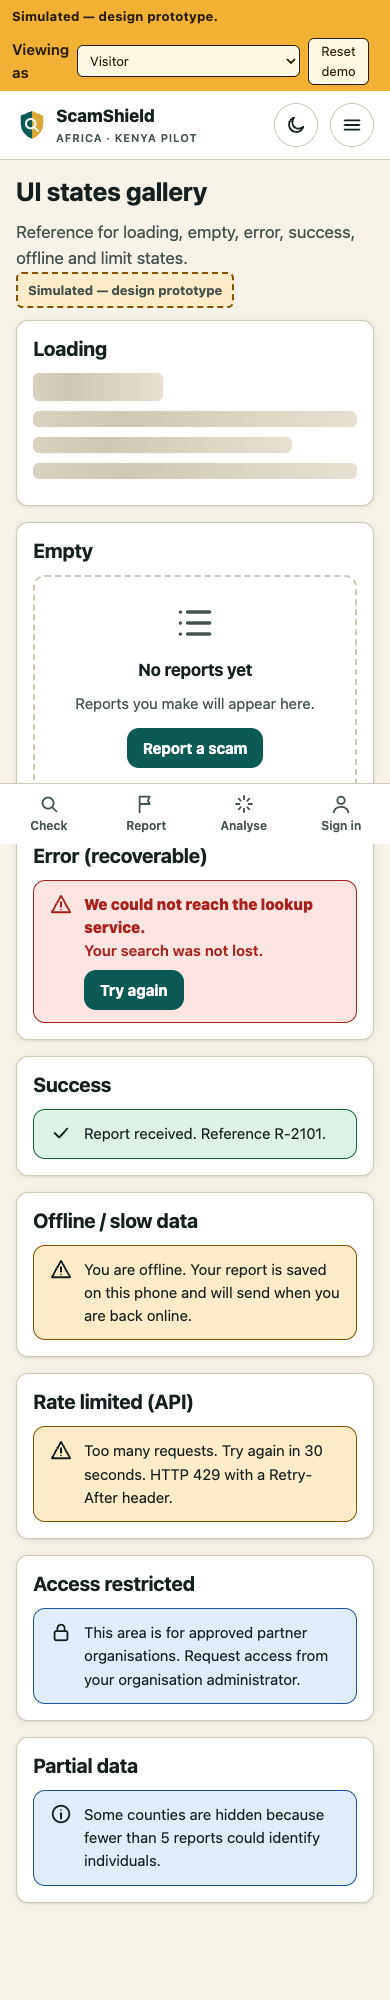 Simulated — design prototype.
Viewing as
Visitor
Reset demo
ScamShield
AFRICA · KENYA PILOT
UI states gallery
Reference for loading, empty, error, success,
offline and limit states.
Simulated — design prototype
Loading
Empty
No reports yet
Reports you make will appear here.
Report a scam
Check
Report
Analyse
Sign in
Error (recoverable)
We could not reach the lookup
service.
Your search was not lost.
Try again
Success
Report received. Reference R-2101.
Offline / slow data
You are offline. Your report is saved
on this phone and will send when you
are back online.
Rate limited (API)
Too many requests. Try again in 30
seconds. HTTP 429 with a Retry-
After header.
Access restricted
This area is for approved partner
organisations. Request access from
your organisation administrator.
Partial data
Some counties are hidden because
fewer than 5 reports could identify
individuals.